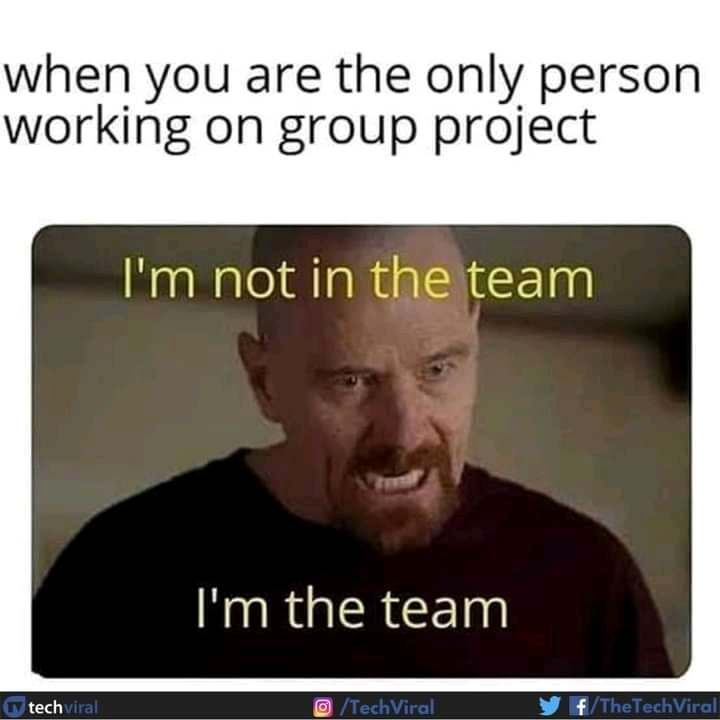 when you are the only person
working on group project
I'm not in the team
I'm the team
techviral
/TechViral
/TheTechViral